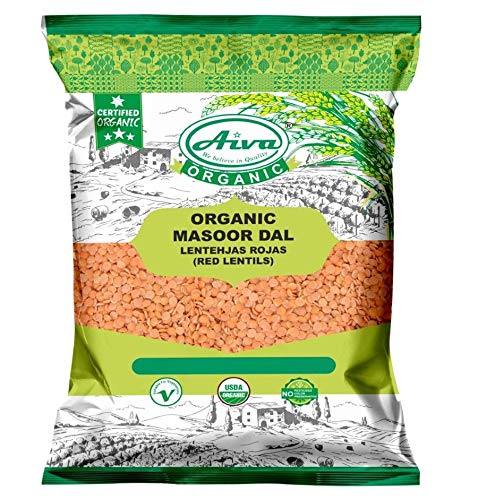 CERTIFIED
ORGANIC
Aiva®
We believe in Quality
ORGANIC
ORGANIC
MASOOR DAL
LENTEHJAS ROJAS
(RED LENTILS)
V
USDA
ORGANIC
NO